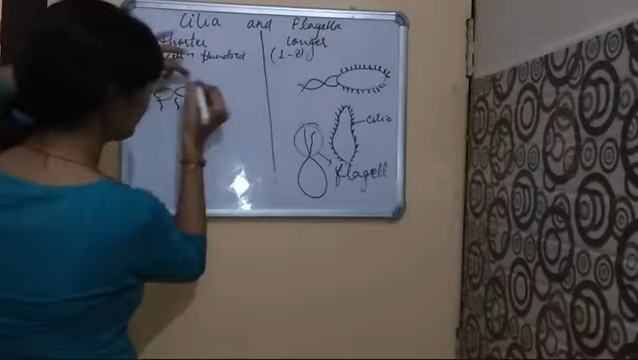 Cilia and Flagella
shorter longer
hundred (1-2)
cilia
flagell